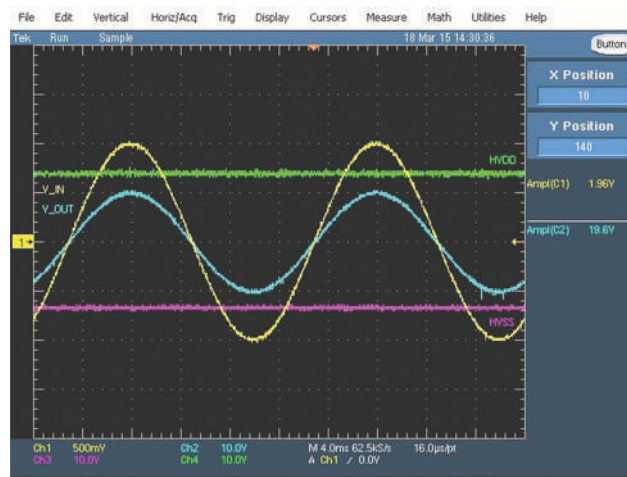 File Edit Vertical Horiz/Acq Trig Display Cursors Measure Math Utilities Help
Tek Run Sample 18 Mar 15 14:30:36
Button
X Position
10
Y Position
140
Ampl(C1) 1.96V
Ampl(C2) 19.6V
HVDD
V_IN
V_OUT
1
HVSS
Ch1 500mV Ch2 10.0V M 4.0ms 62.5kS/s 16.0µs/pt
Ch3 10.0V Ch4 10.0V A Ch1 / 0.0V